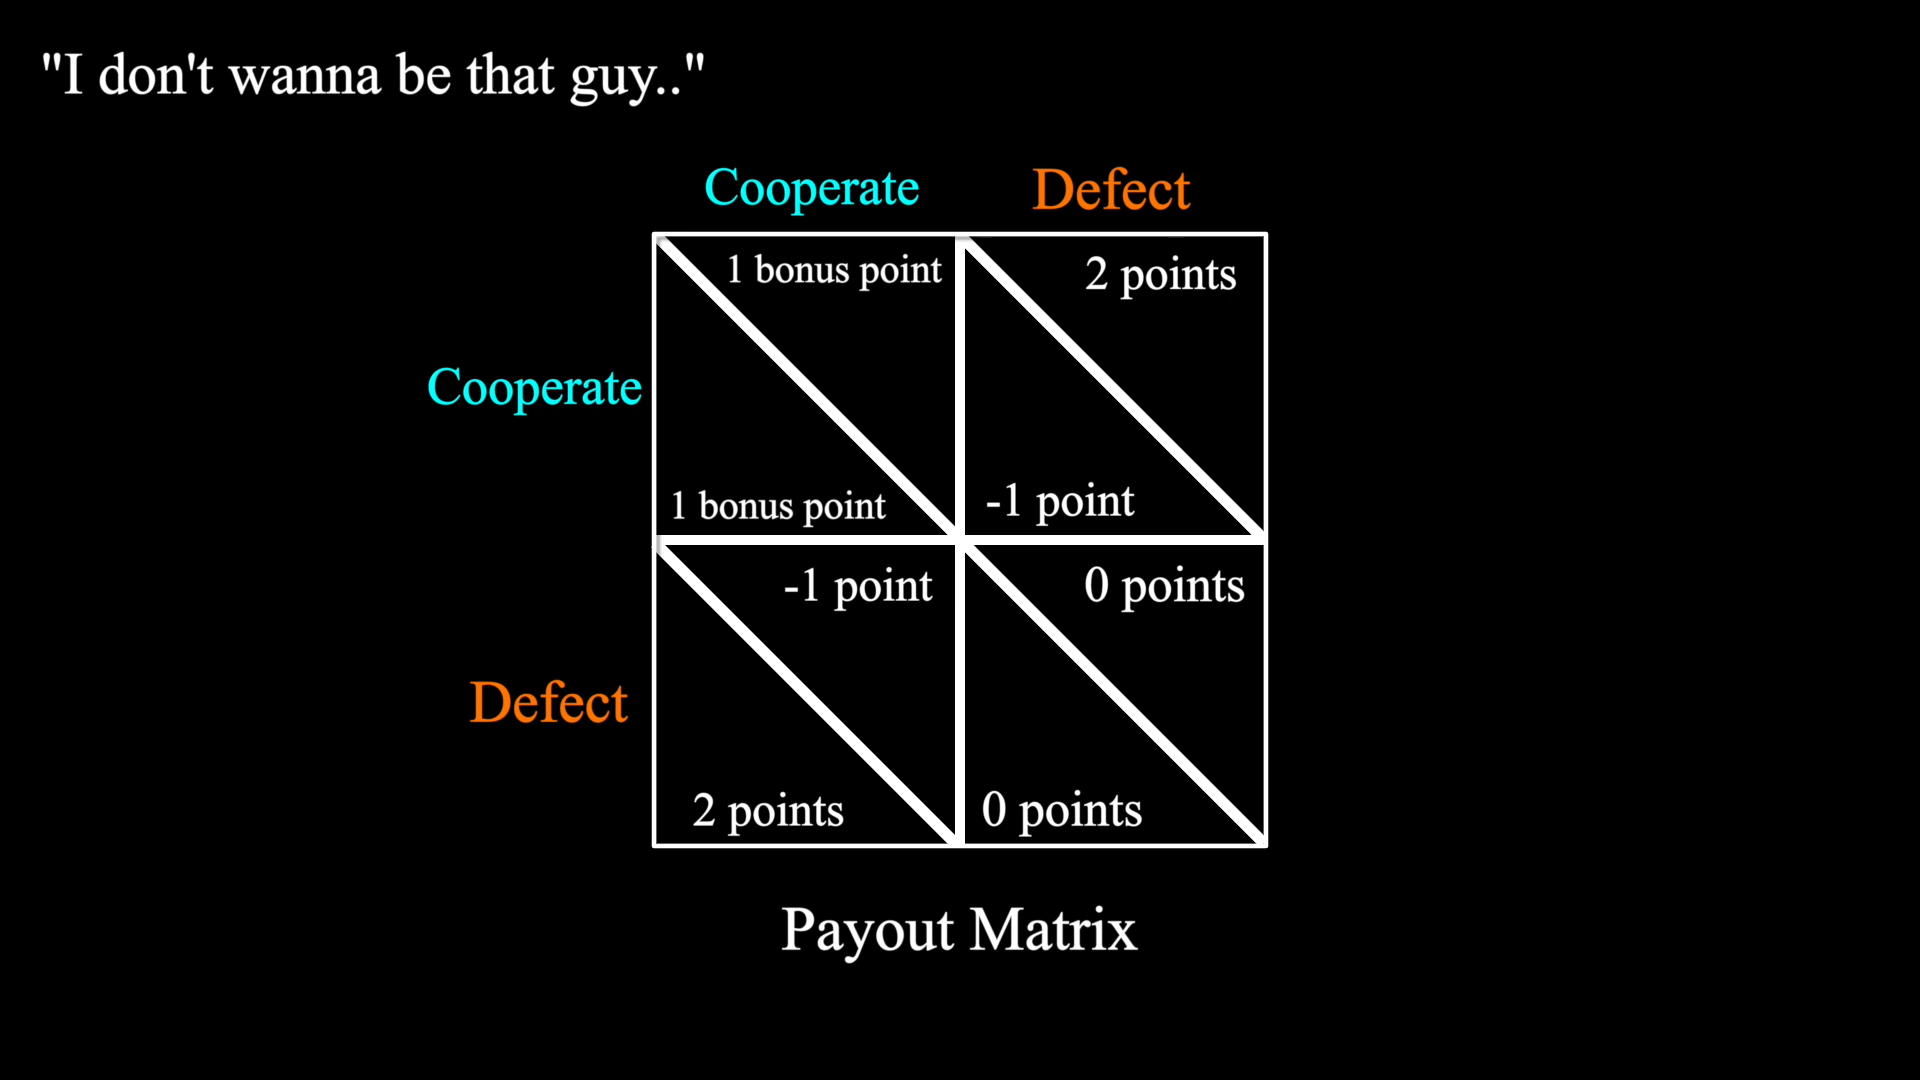 "I don't wanna be that guy.."
Cooperate Defect
1 bonus point 2 points
Cooperate
1 bonus point -1 point
-1 point 0 points
Defect
2 points 0 points
Payout Matrix